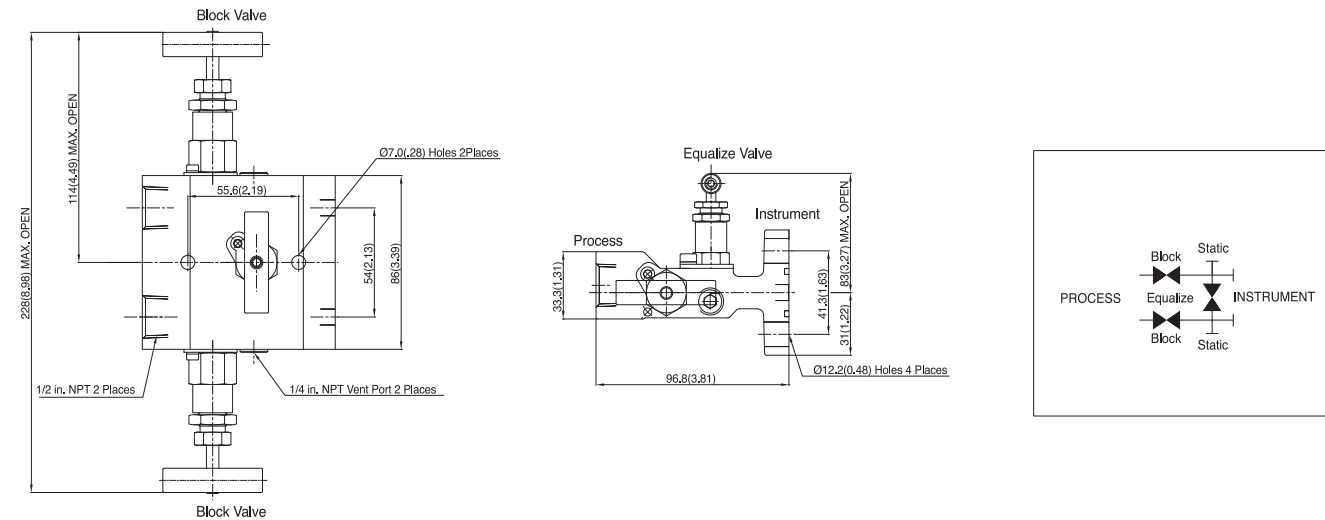 Block Valve
228(8.98) MAX. OPEN
114(4.49) MAX. OPEN
Ø7.0(.28) Holes 2Places
55.6(2.19)
54(2.13)
86(3.39)
1/2 in. NPT 2 Places
1/4 in. NPT Vent Port 2 Places
Block Valve
Equalize Valve
Instrument
Process
33.3(1.31)
83(3.27) MAX. OPEN
41.3(1.63)
31(1.22)
96.8(3.81)
Ø12.2(0.48) Holes 4 Places
Static
Block
PROCESS
Equalize
INSTRUMENT
Block
Static